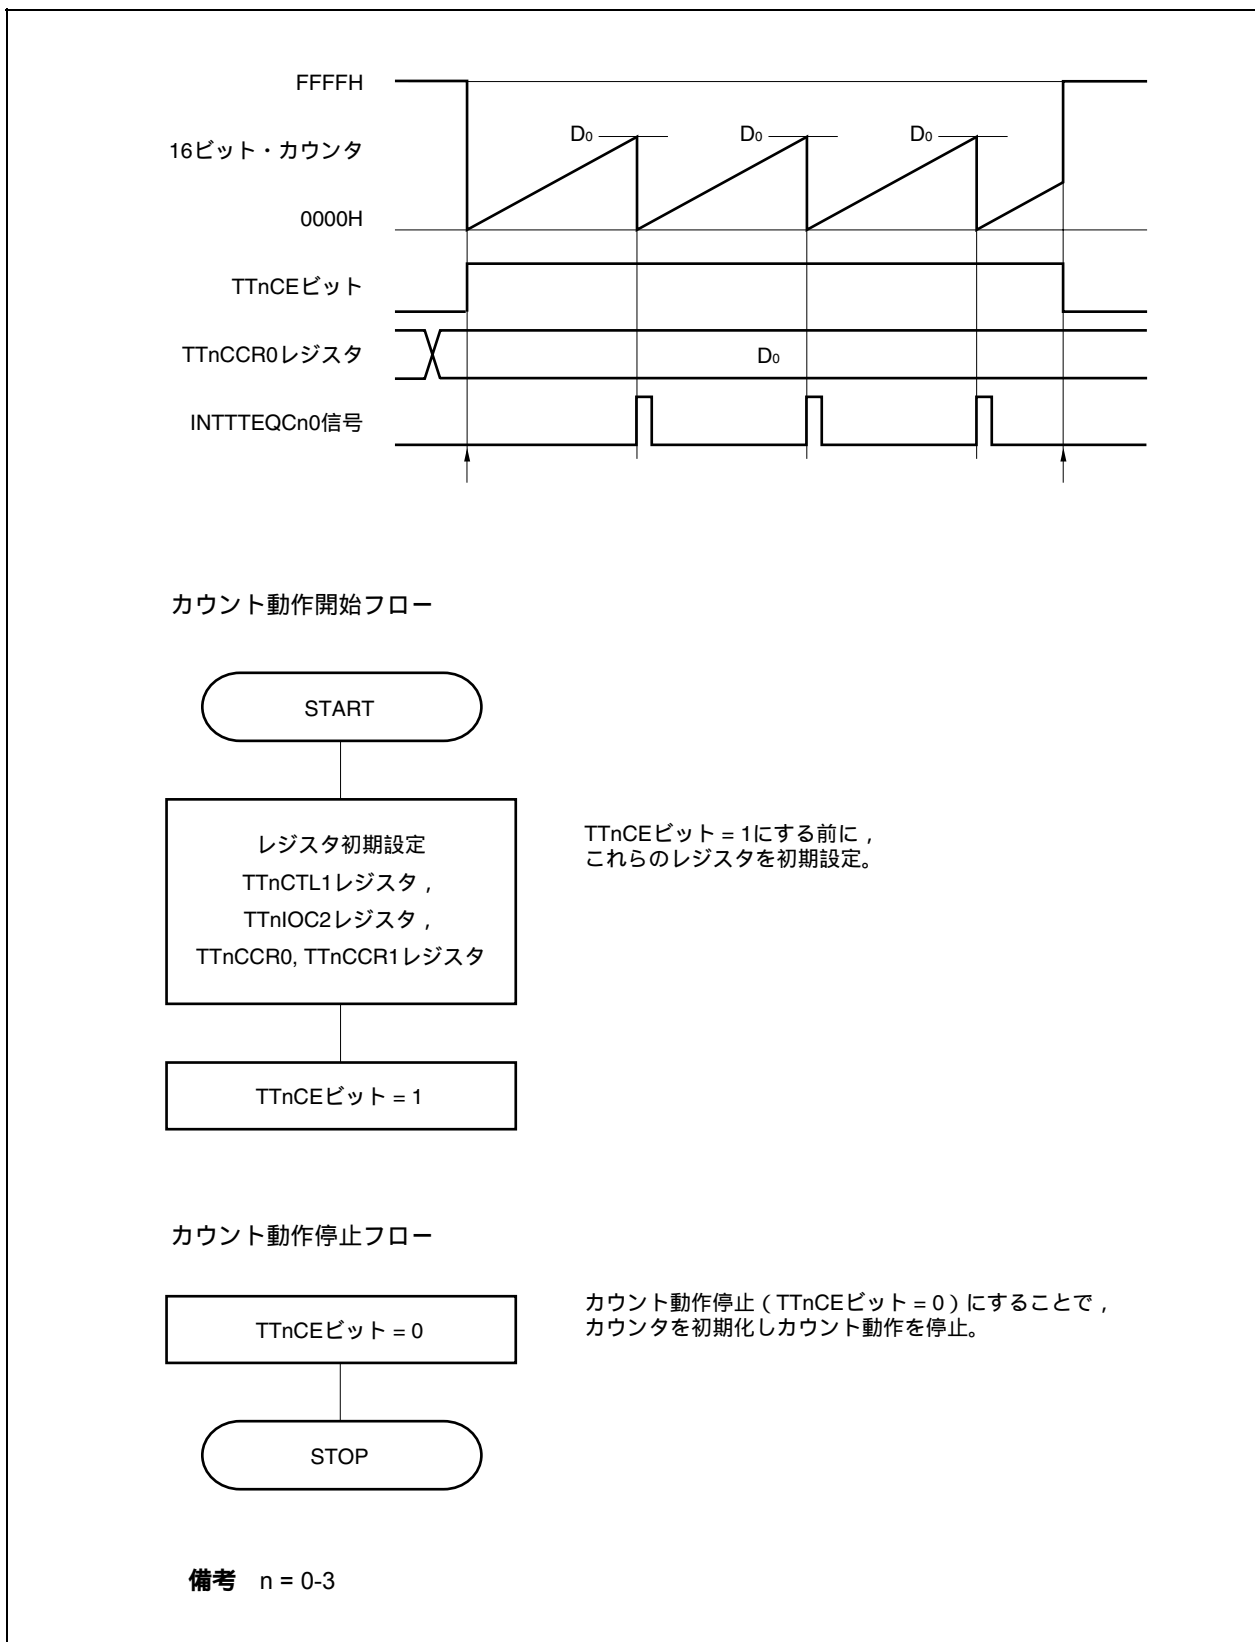 FFFFH
16ビット・カウンタ
D0 D0 D0
0000H
TTnCEビット
TTnCCR0レジスタ
D0
INTTTEQCn0信号
カウント動作開始フロー
START
レジスタ初期設定
TTnCTL1レジスタ，
TTnIOC2レジスタ，
TTnCCR0, TTnCCR1レジスタ
TTnCEビット = 1にする前に，
これらのレジスタを初期設定。
TTnCEビット = 1
カウント動作停止フロー
TTnCEビット = 0
カウント動作停止（TTnCEビット = 0）にすることで，
カウンタを初期化しカウント動作を停止。
STOP
備考 n = 0-3